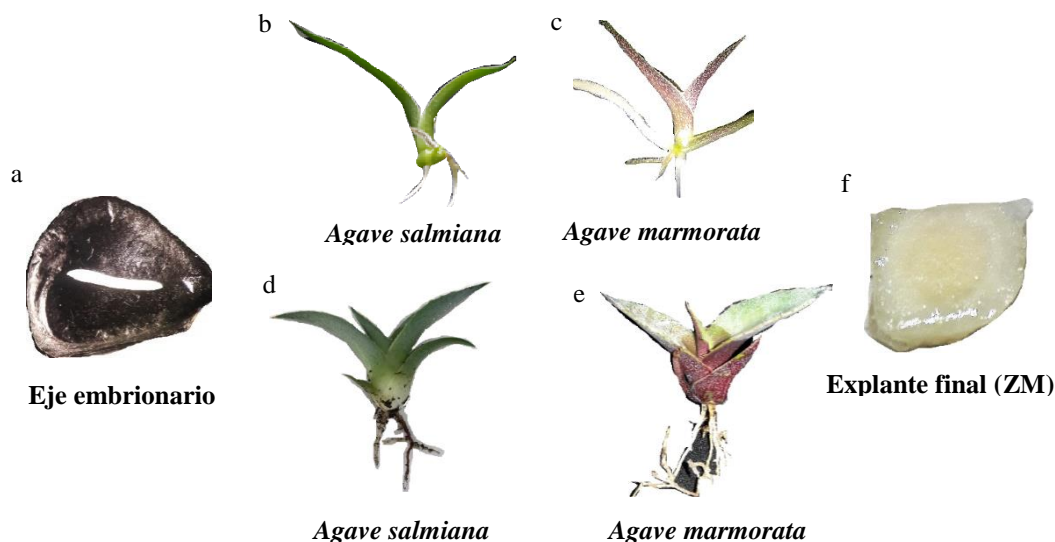 b
c
a
f
Agave salmiana
Agave marmorata
d
e
Eje embrionario
Explante final (ZM)
Agave salmiana
Agave marmorata